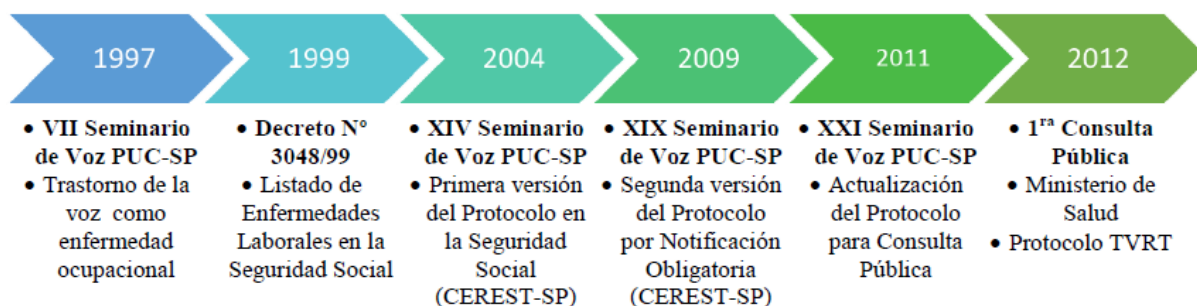 1997
1999
2004
2009
2011
2012
• VII Seminario
de Voz PUC-SP
• Trastorno de la
voz como
enfermedad
ocupacional
• Decreto N°
3048/99
• Listado de
Enfermedades
Laborales en la
Seguridad Social
• XIV Seminario
de Voz PUC-SP
• Primera versión
del Protocolo en
la Seguridad
Social
(CEREST-SP)
• XIX Seminario
de Voz PUC-SP
• Segunda versión
del Protocolo
por Notificación
Obligatoria
(CEREST-SP)
• XXI Seminario
de Voz PUC-SP
• Actualización
del Protocolo
para Consulta
Pública
• 1ra Consulta
Pública
• Ministerio de
Salud
• Protocolo TVRT